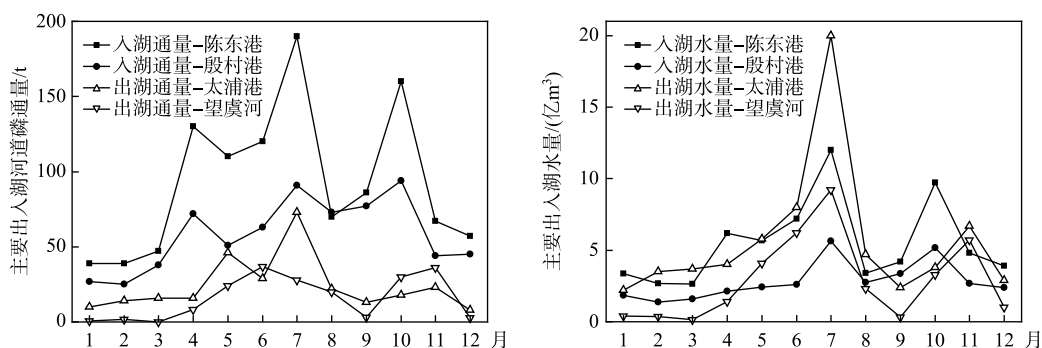 200
150
100
50
0
主要出入湖河道磷通量/t
入湖通量-陈东港
入湖通量-殷村港
出湖通量-太浦港
出湖通量-望虞河
1 2 3 4 5 6 7 8 9 10 11 12 月
20
15
10
5
0
主要出入湖水量/(亿m³)
入湖水量-陈东港
入湖水量-殷村港
出湖水量-太浦港
出湖水量-望虞河
1 2 3 4 5 6 7 8 9 10 11 12 月